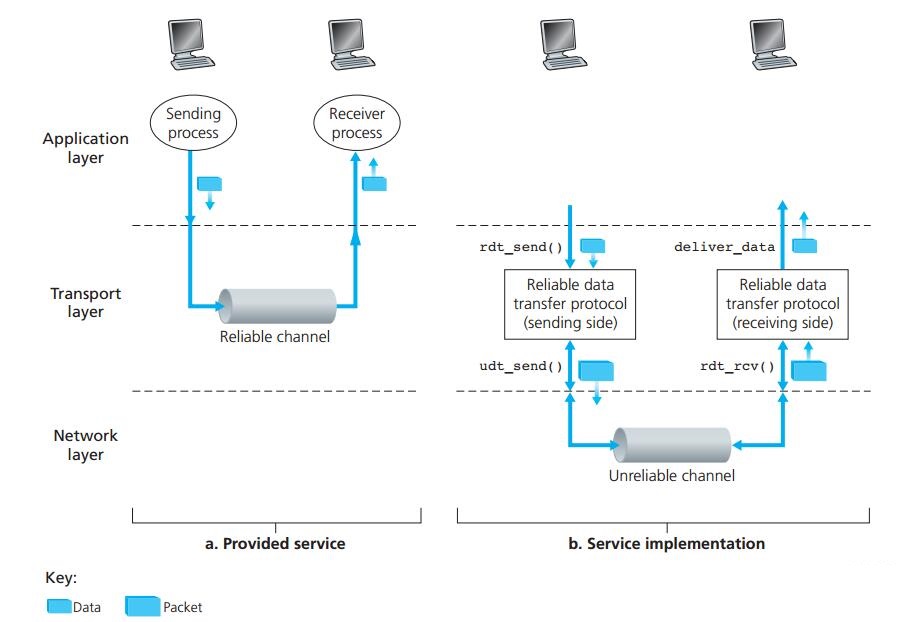 Sending
process
Receiver
process
Application
layer
rdt_send()
deliver_data
Transport
layer
Reliable channel
Reliable data
transfer protocol
(sending side)
Reliable data
transfer protocol
(receiving side)
udt_send()
rdt_rcv()
Network
layer
Unreliable channel
a. Provided service
b. Service implementation
Key:
Data
Packet